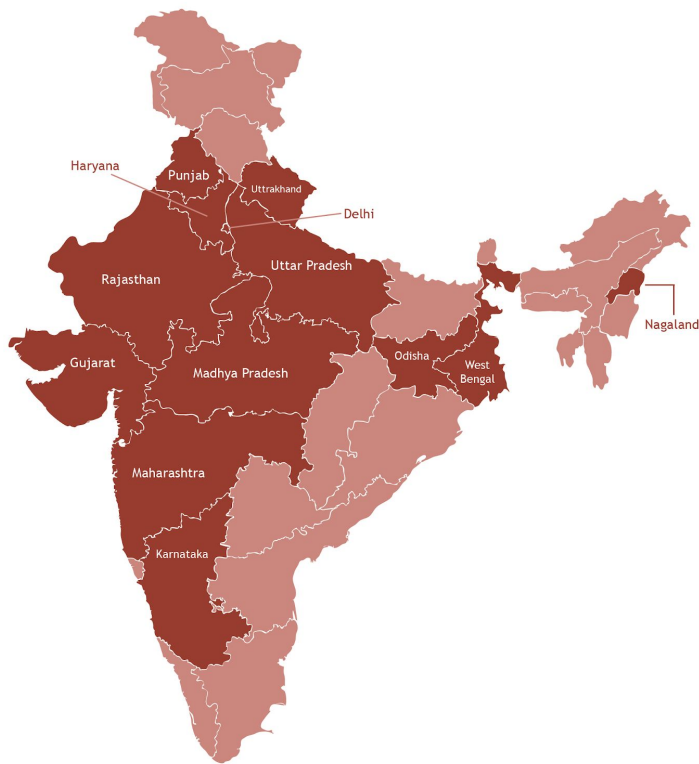 Haryana
Punjab
Uttrakhand
Delhi
Rajasthan
Uttar Pradesh
Nagaland
Gujarat
Odisha
Madhya Pradesh
West
Bengal
Maharashtra
Karnataka